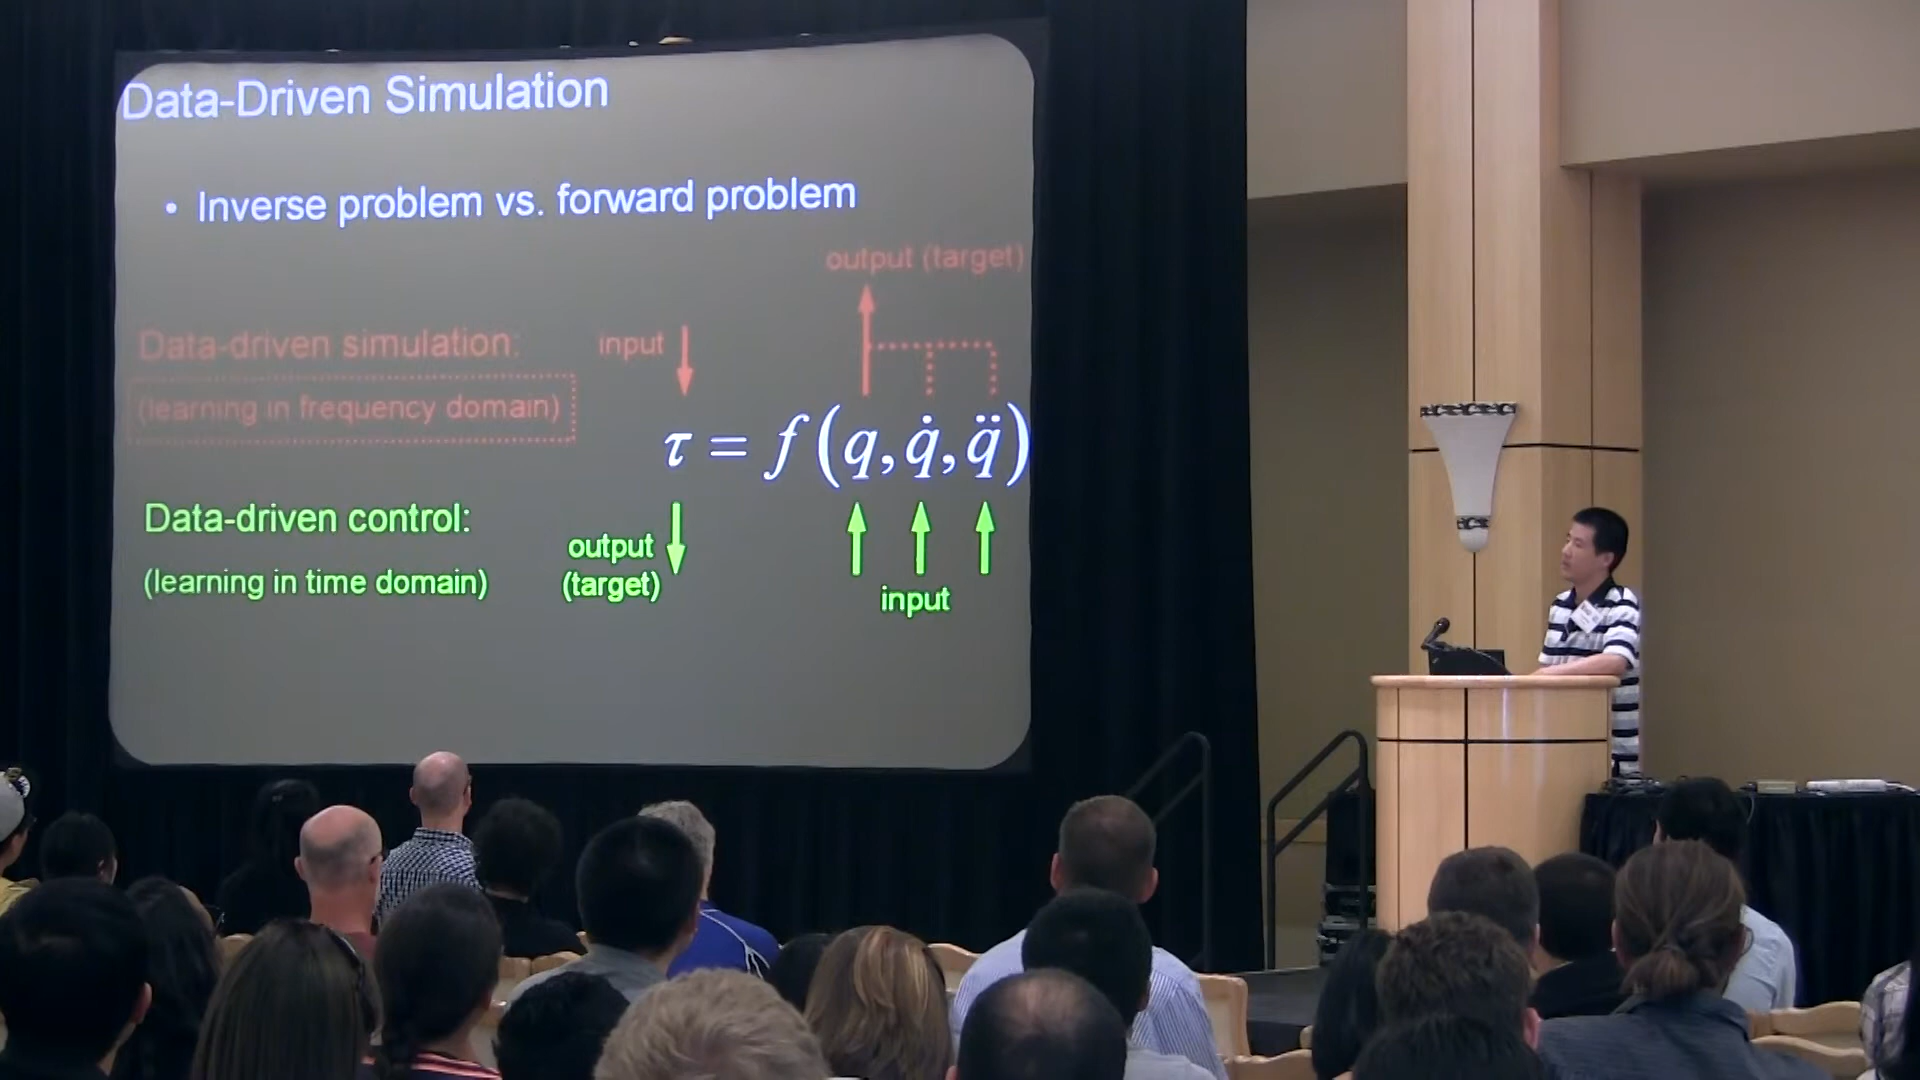 Data-Driven Simulation
• Inverse problem vs. forward problem
output (target)
Data-driven simulation:
input
(learning in frequency domain)
τ = f(q, q̇, q̈)
Data-driven control:
output
(target)
(learning in time domain)
input